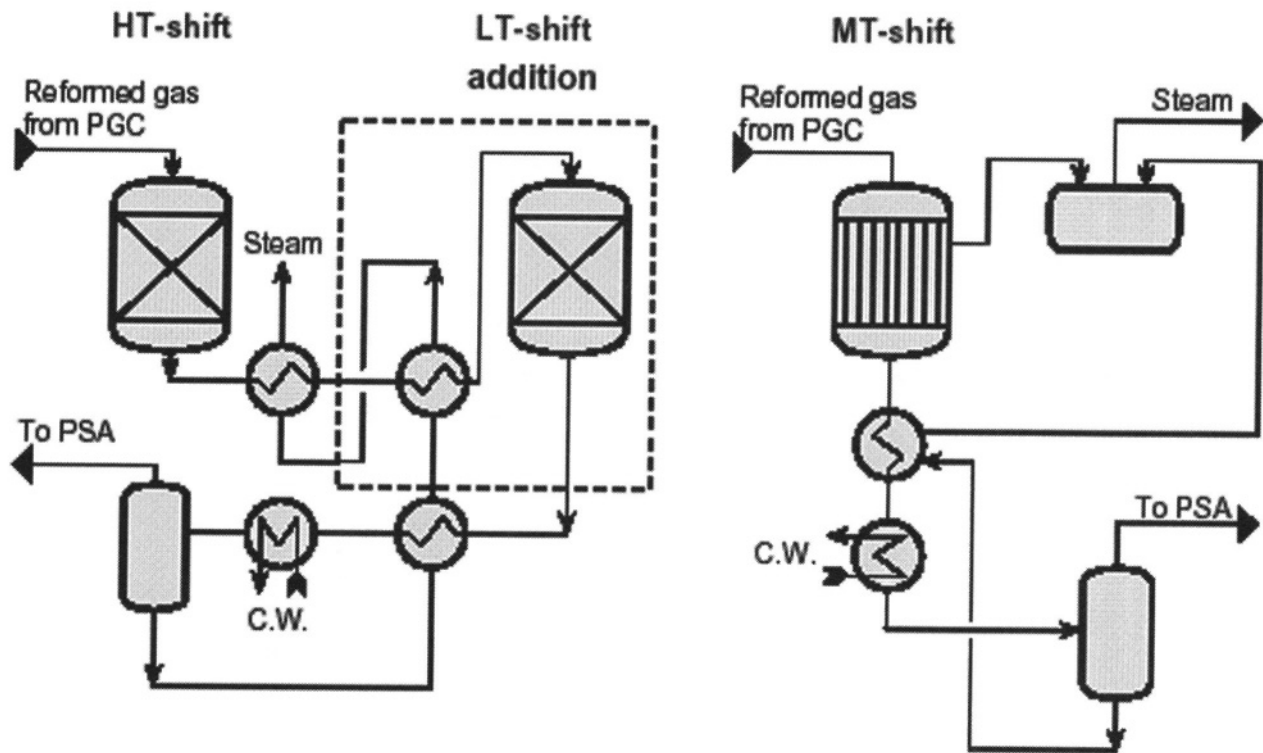 HT-shift
LT-shift
addition
MT-shift
Reformed gas
from PGC
Steam
To PSA
C.W.
Reformed gas
from PGC
Steam
C.W.
To PSA